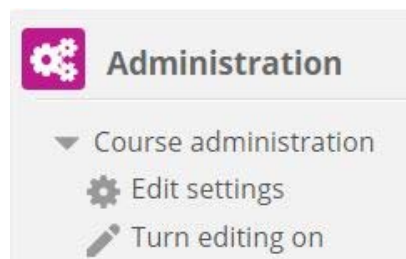 Administration
Course administration
Edit settings
Turn editing on